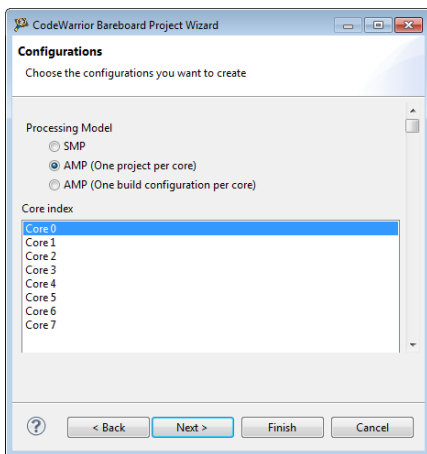 CodeWarrior Bareboard Project Wizard
Configurations
Choose the configurations you want to create
Processing Model
SMP
AMP (One project per core)
AMP (One build configuration per core)
Core index
Core 0
Core 1
Core 2
Core 3
Core 4
Core 5
Core 6
Core 7
? < Back Next > Finish Cancel